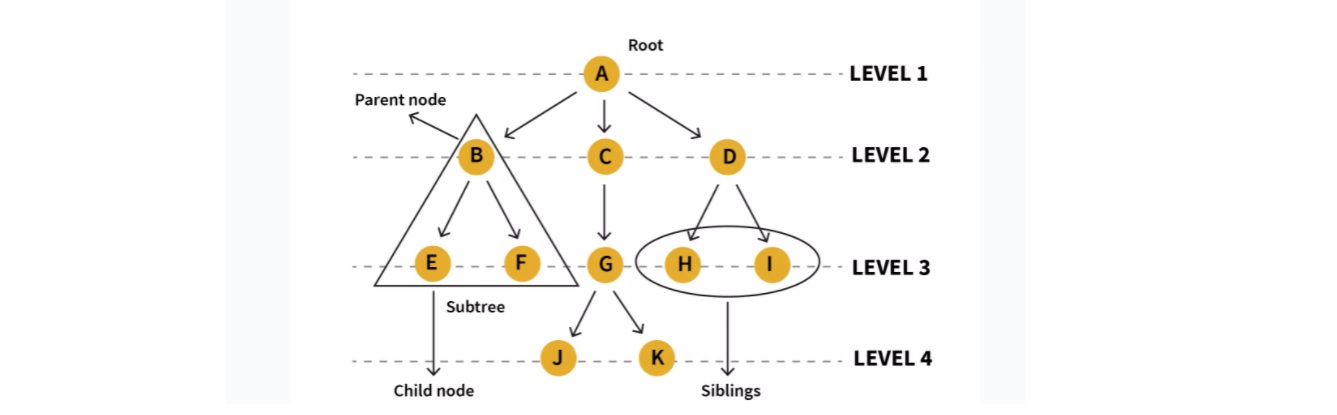 Root
A
LEVEL 1
Parent node
B
C
D
LEVEL 2
E
F
G
H
I
LEVEL 3
Subtree
J
K
LEVEL 4
Child node
Siblings